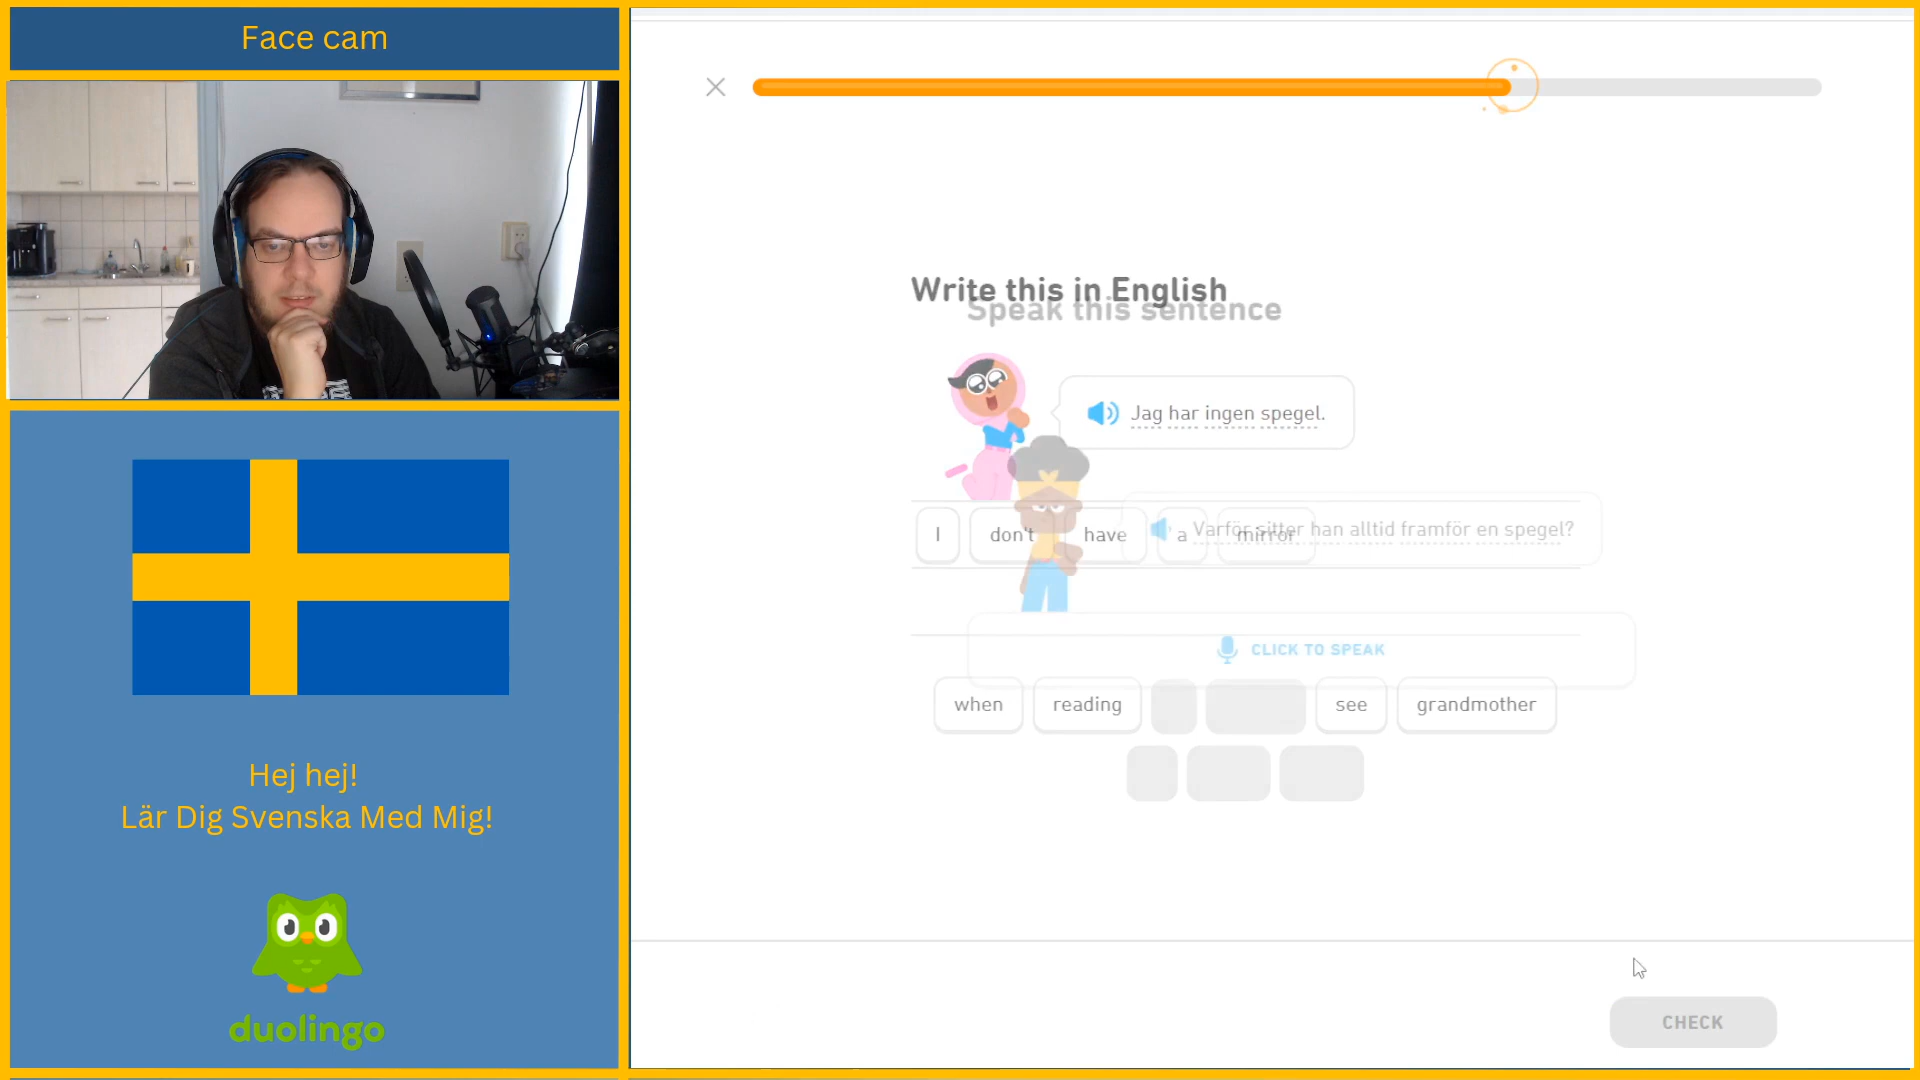 Face cam
Write this in English
Speak this sentence
Jag har ingen spegel.
I don't have a mirror
Varför sitter han alltid framför en spegel?
CLICK TO SPEAK
when reading see grandmother
Hej hej!
Lär Dig Svenska Med Mig!
duolingo
CHECK